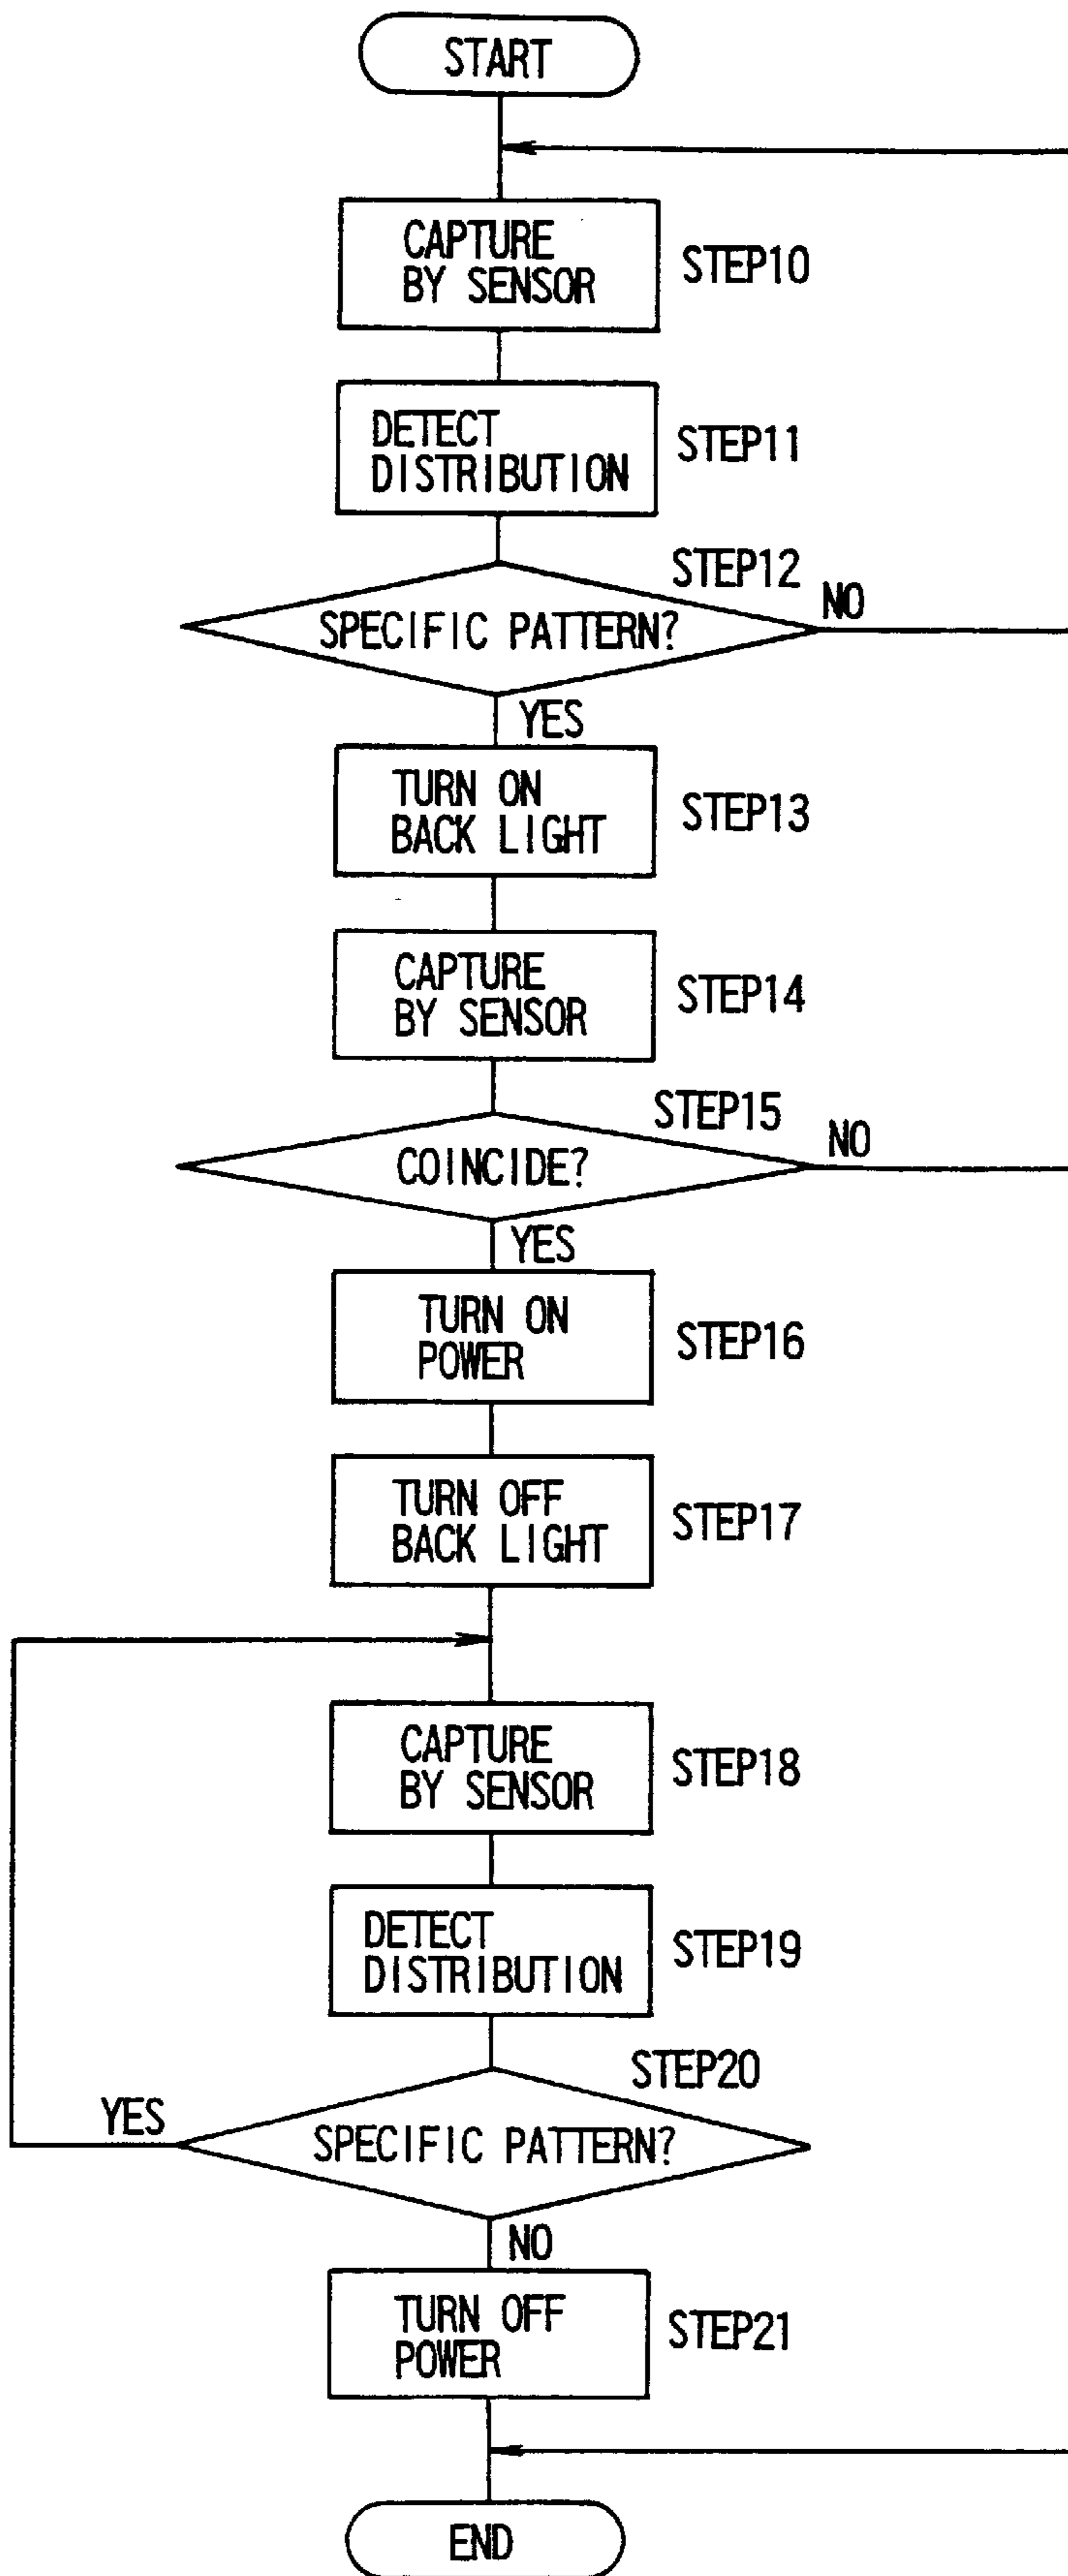 START
CAPTURE
BY SENSOR
STEP10
DETECT
DISTRIBUTION
STEP11
STEP12
SPECIFIC PATTERN?
NO
YES
TURN ON
BACK LIGHT
STEP13
CAPTURE
BY SENSOR
STEP14
STEP15
COINCIDE?
NO
YES
TURN ON
POWER
STEP16
TURN OFF
BACK LIGHT
STEP17
CAPTURE
BY SENSOR
STEP18
DETECT
DISTRIBUTION
STEP19
STEP20
YES
SPECIFIC PATTERN?
NO
TURN OFF
POWER
STEP21
END